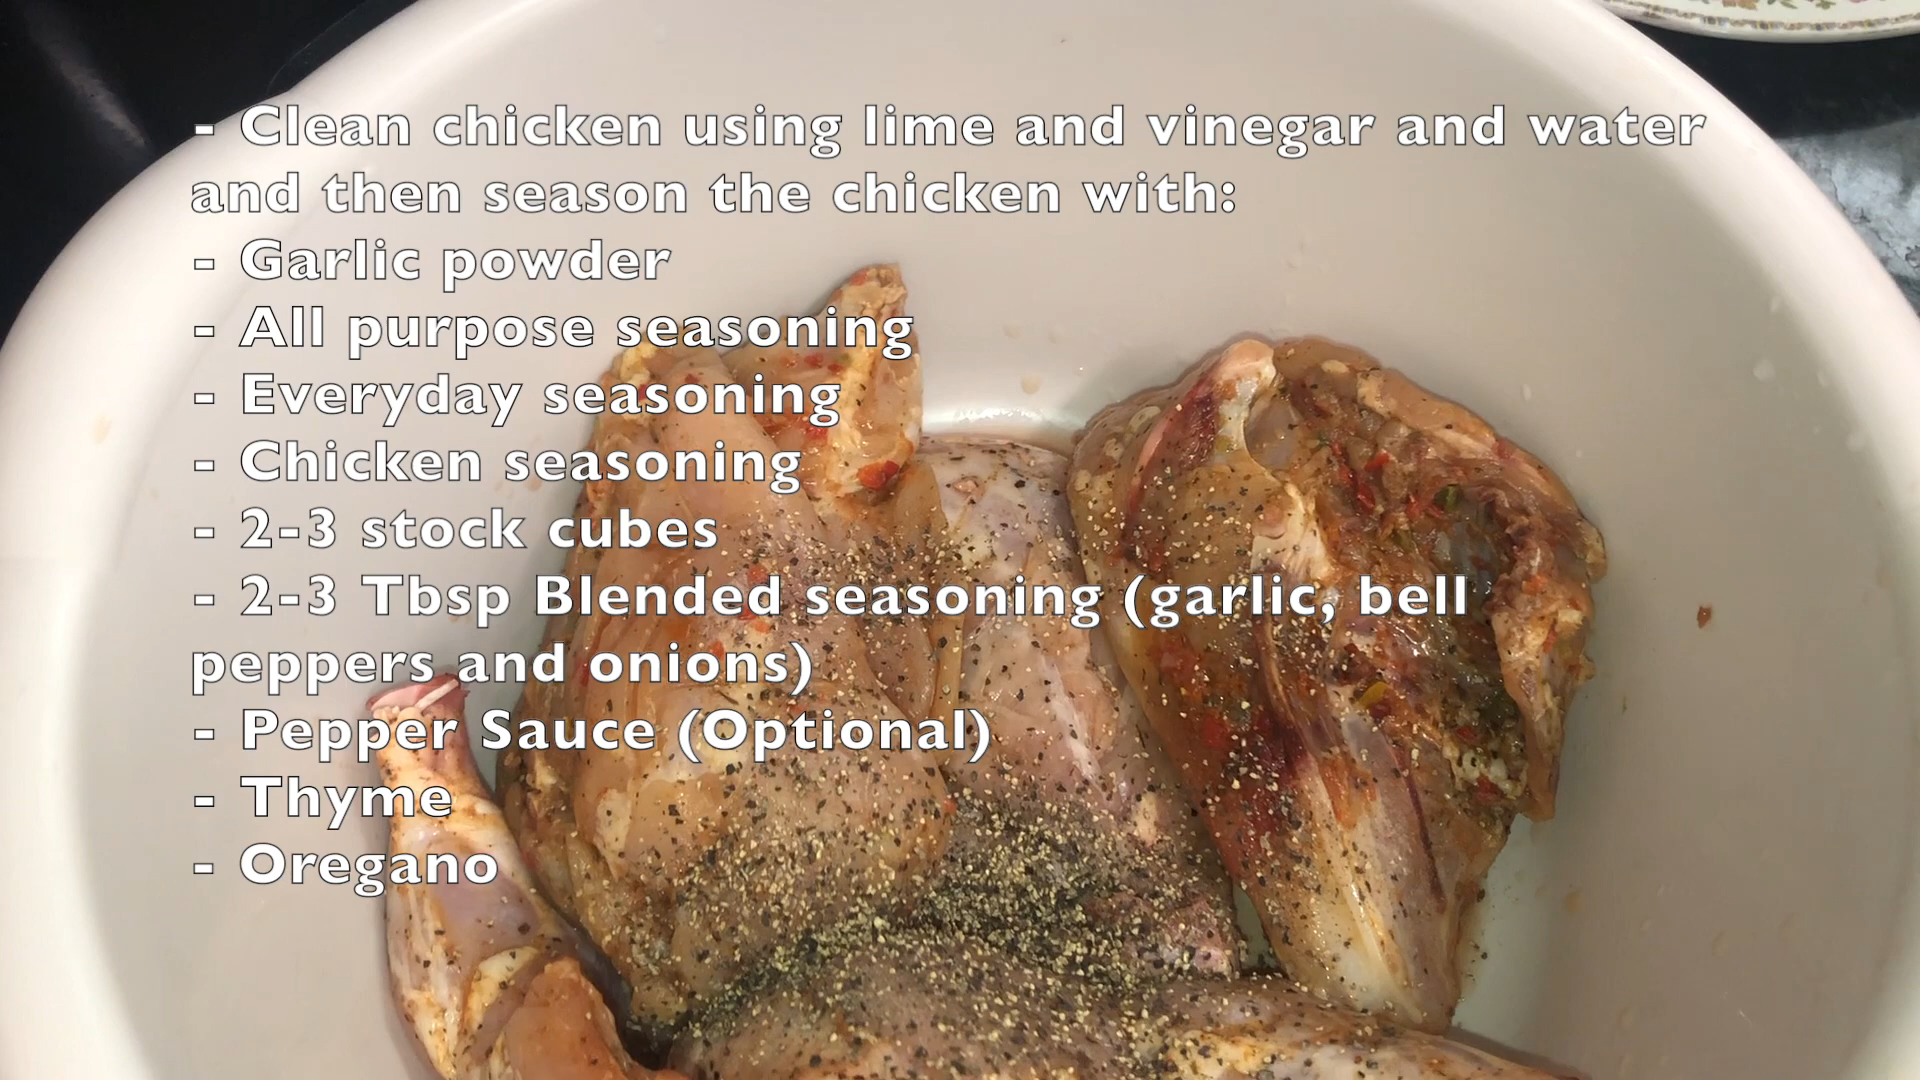 - Clean chicken using lime and vinegar and water
and then season the chicken with:
- Garlic powder
- All purpose seasoning
- Everyday seasoning
- Chicken seasoning
- 2-3 stock cubes
- 2-3 Tbsp Blended seasoning (garlic, bell
peppers and onions)
- Pepper Sauce (Optional)
- Thyme
- Oregano